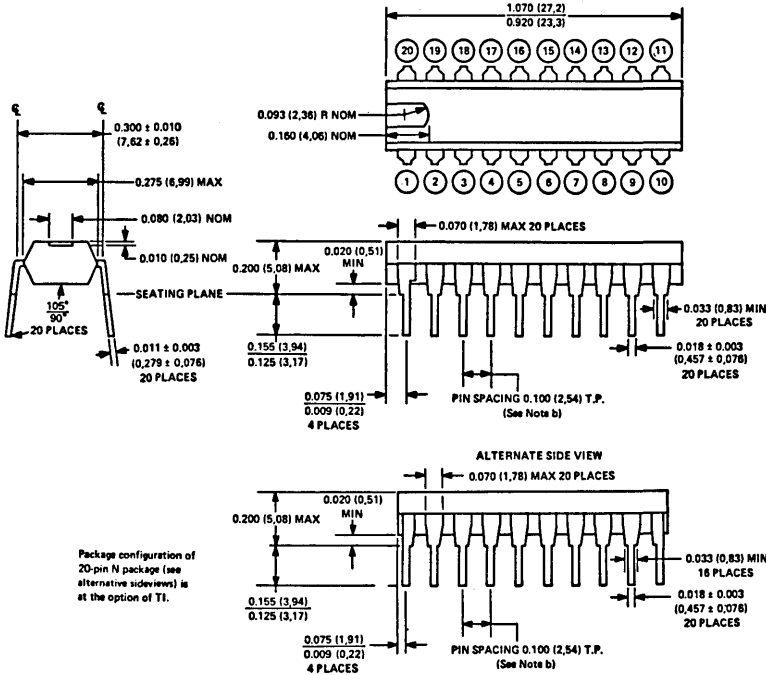 1.070 (27,2)
0.920 (23,3)
20 19 18 17 16 15 14 13 12 11
0.093 (2,36) R NOM
0.160 (4,06) NOM
1 2 3 4 5 6 7 8 9 10
℄ ℄
0.300 ± 0.010
(7,62 ± 0,26)
0.275 (6,99) MAX
0.080 (2,03) NOM
0.010 (0,25) NOM
105°
90°
20 PLACES
0.011 ± 0.003
(0,279 ± 0,076)
20 PLACES
0.070 (1,78) MAX 20 PLACES
0.020 (0,51)
MIN
0.200 (5,08) MAX
SEATING PLANE
0.155 (3,94)
0.125 (3,17)
0.033 (0,83) MIN
20 PLACES
0.018 ± 0.003
(0,457 ± 0,076)
20 PLACES
0.075 (1,91)
0.009 (0,22)
4 PLACES
PIN SPACING 0.100 (2,54) T.P.
(See Note b)
ALTERNATE SIDE VIEW
0.070 (1,78) MAX 20 PLACES
0.020 (0,51)
MIN
0.200 (5,08) MAX
Package configuration of
20-pin N package (see
alternative sideviews) is
at the option of TI.
0.155 (3,94)
0.125 (3,17)
0.033 (0,83) MIN
16 PLACES
0.018 ± 0.003
(0,457 ± 0,076)
20 PLACES
0.075 (1,91)
0.009 (0,22)
4 PLACES
PIN SPACING 0.100 (2,54) T.P.
(See Note b)